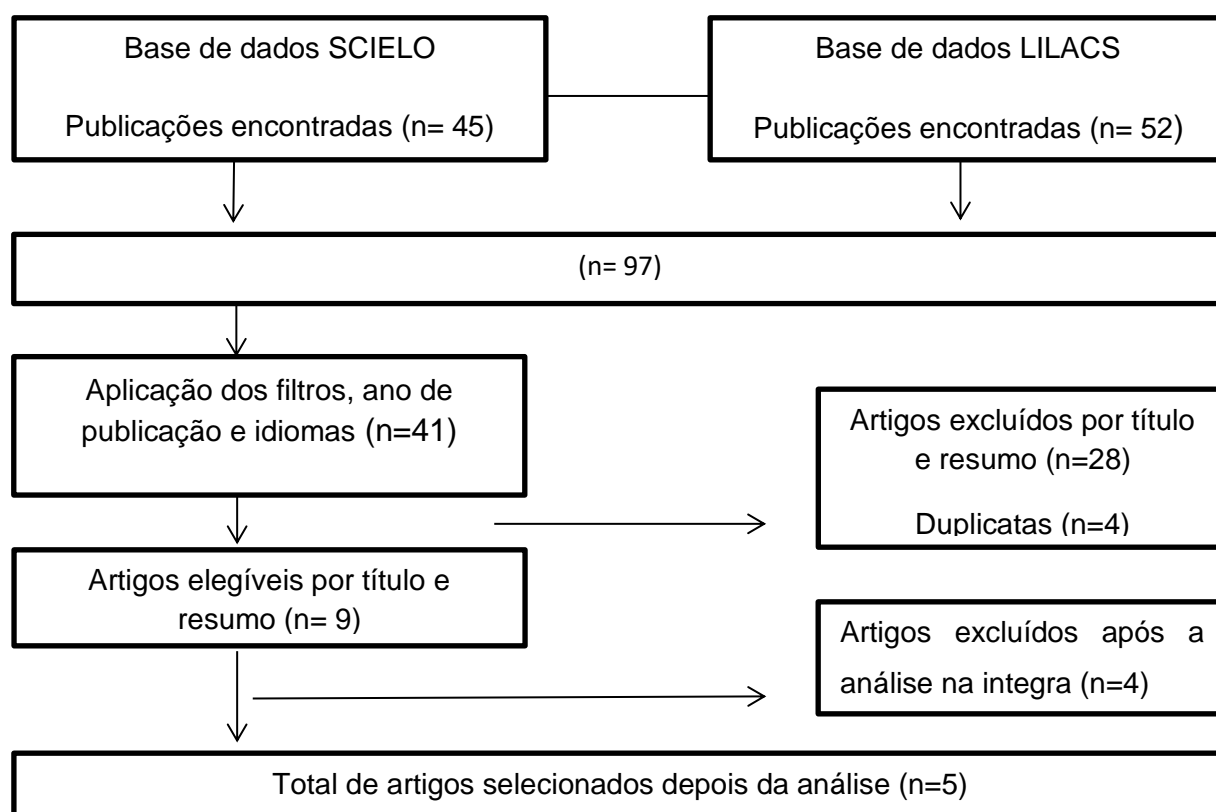 Base de dados SCIELO
Publicações encontradas (n= 45)
Base de dados LILACS
Publicações encontradas (n= 52)
(n= 97)
Aplicação dos filtros, ano de
publicação e idiomas (n=41)
Artigos excluídos por título
e resumo (n=28)
Duplicatas (n=4)
Artigos elegíveis por título e
resumo (n= 9)
Artigos excluídos após a
análise na integra (n=4)
Total de artigos selecionados depois da análise (n=5)